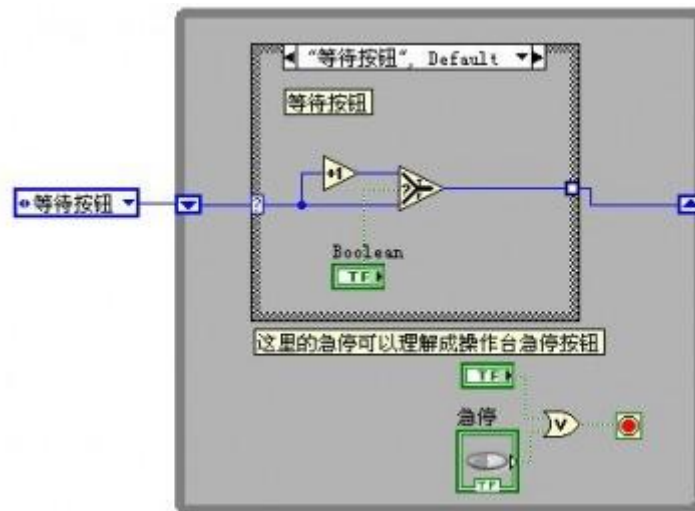 "等待按钮", Default
等待按钮
+1
?
等待按钮
?
Boolean
TF
这里的急停可以理解成操作台急停按钮
TF
急停
V
TF